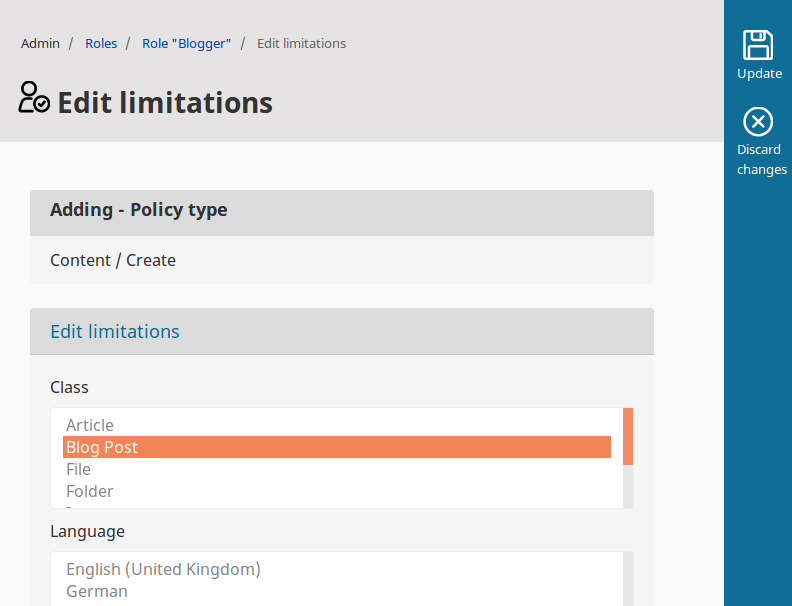 Admin / Roles / Role "Blogger" / Edit limitations
Edit limitations
Update
Discard changes
Adding - Policy type
Content / Create
Edit limitations
Class
Article
Blog Post
File
Folder
Language
English (United Kingdom)
German